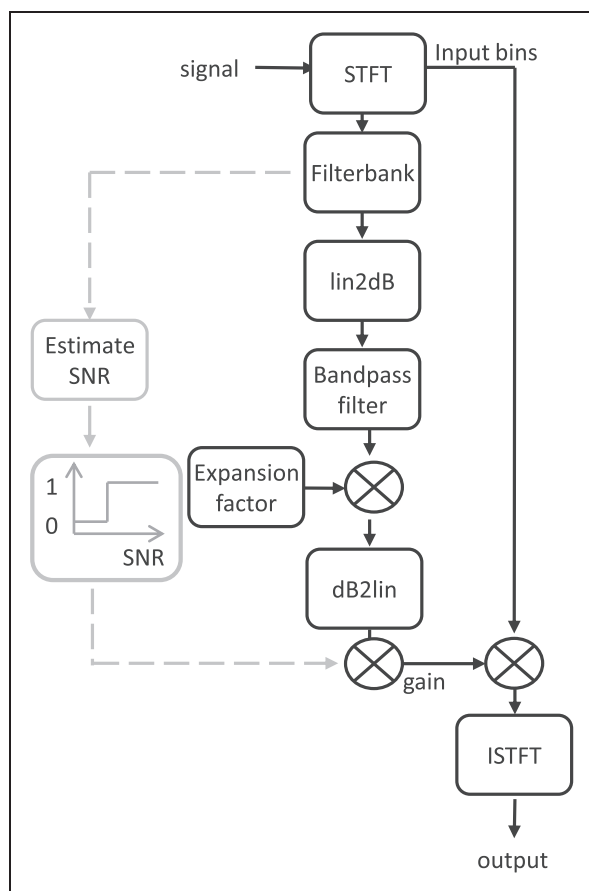 signal
STFT
Input bins
Filterbank
lin2dB
Estimate
SNR
Bandpass
filter
Expansion
factor
1
0
SNR
dB2lin
gain
ISTFT
output